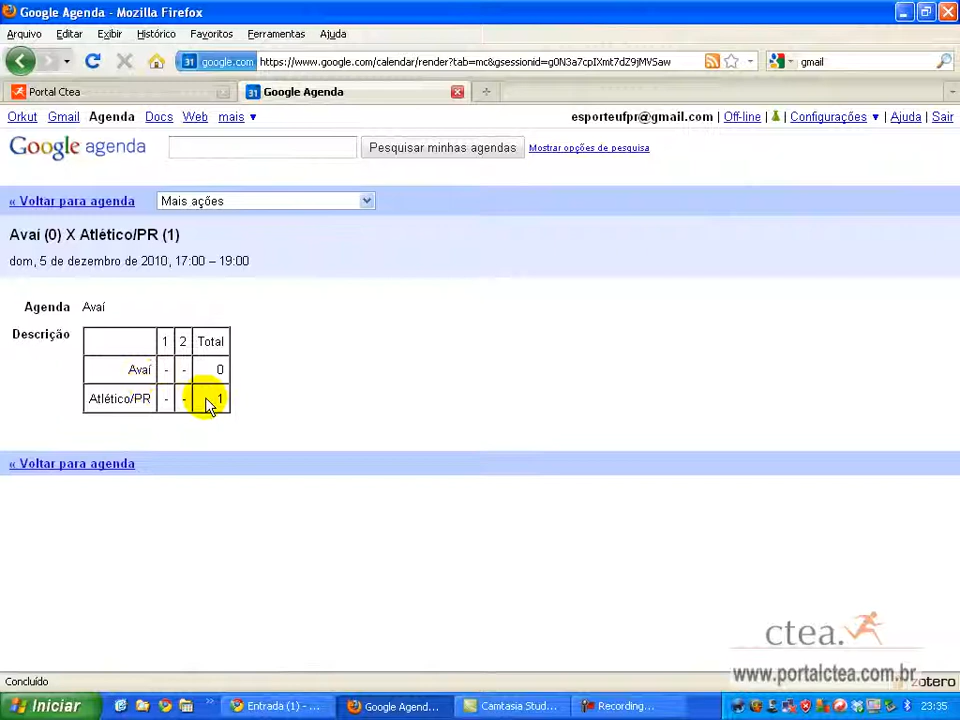 Google Agenda - Mozilla Firefox
Arquivo Editar Exibir Histórico Favoritos Ferramentas Ajuda
31 google.com https://www.google.com/calendar/render?tab=mc&gsessionid=g0N3a7cpIXmt7dZ9jMVSaw gmail
Portal Ctea 31 Google Agenda
Orkut Gmail Agenda Docs Web mais ▼ esporteufpr@gmail.com | Off-line | Configurações ▼ | Ajuda | Sair
Google agenda Pesquisar minhas agendas Mostrar opções de pesquisa
« Voltar para agenda Mais ações
Avaí (0) X Atlético/PR (1)
dom, 5 de dezembro de 2010, 17:00 – 19:00
Agenda Avaí
Descrição 1 2 Total
Avaí - - 0
Atlético/PR - - 1
« Voltar para agenda
ctea.
www.portalctea.com.br
Concluído zotero
Iniciar Entrada (1) - ... Google Agend... Camtasia Stud... Recording... 23:35